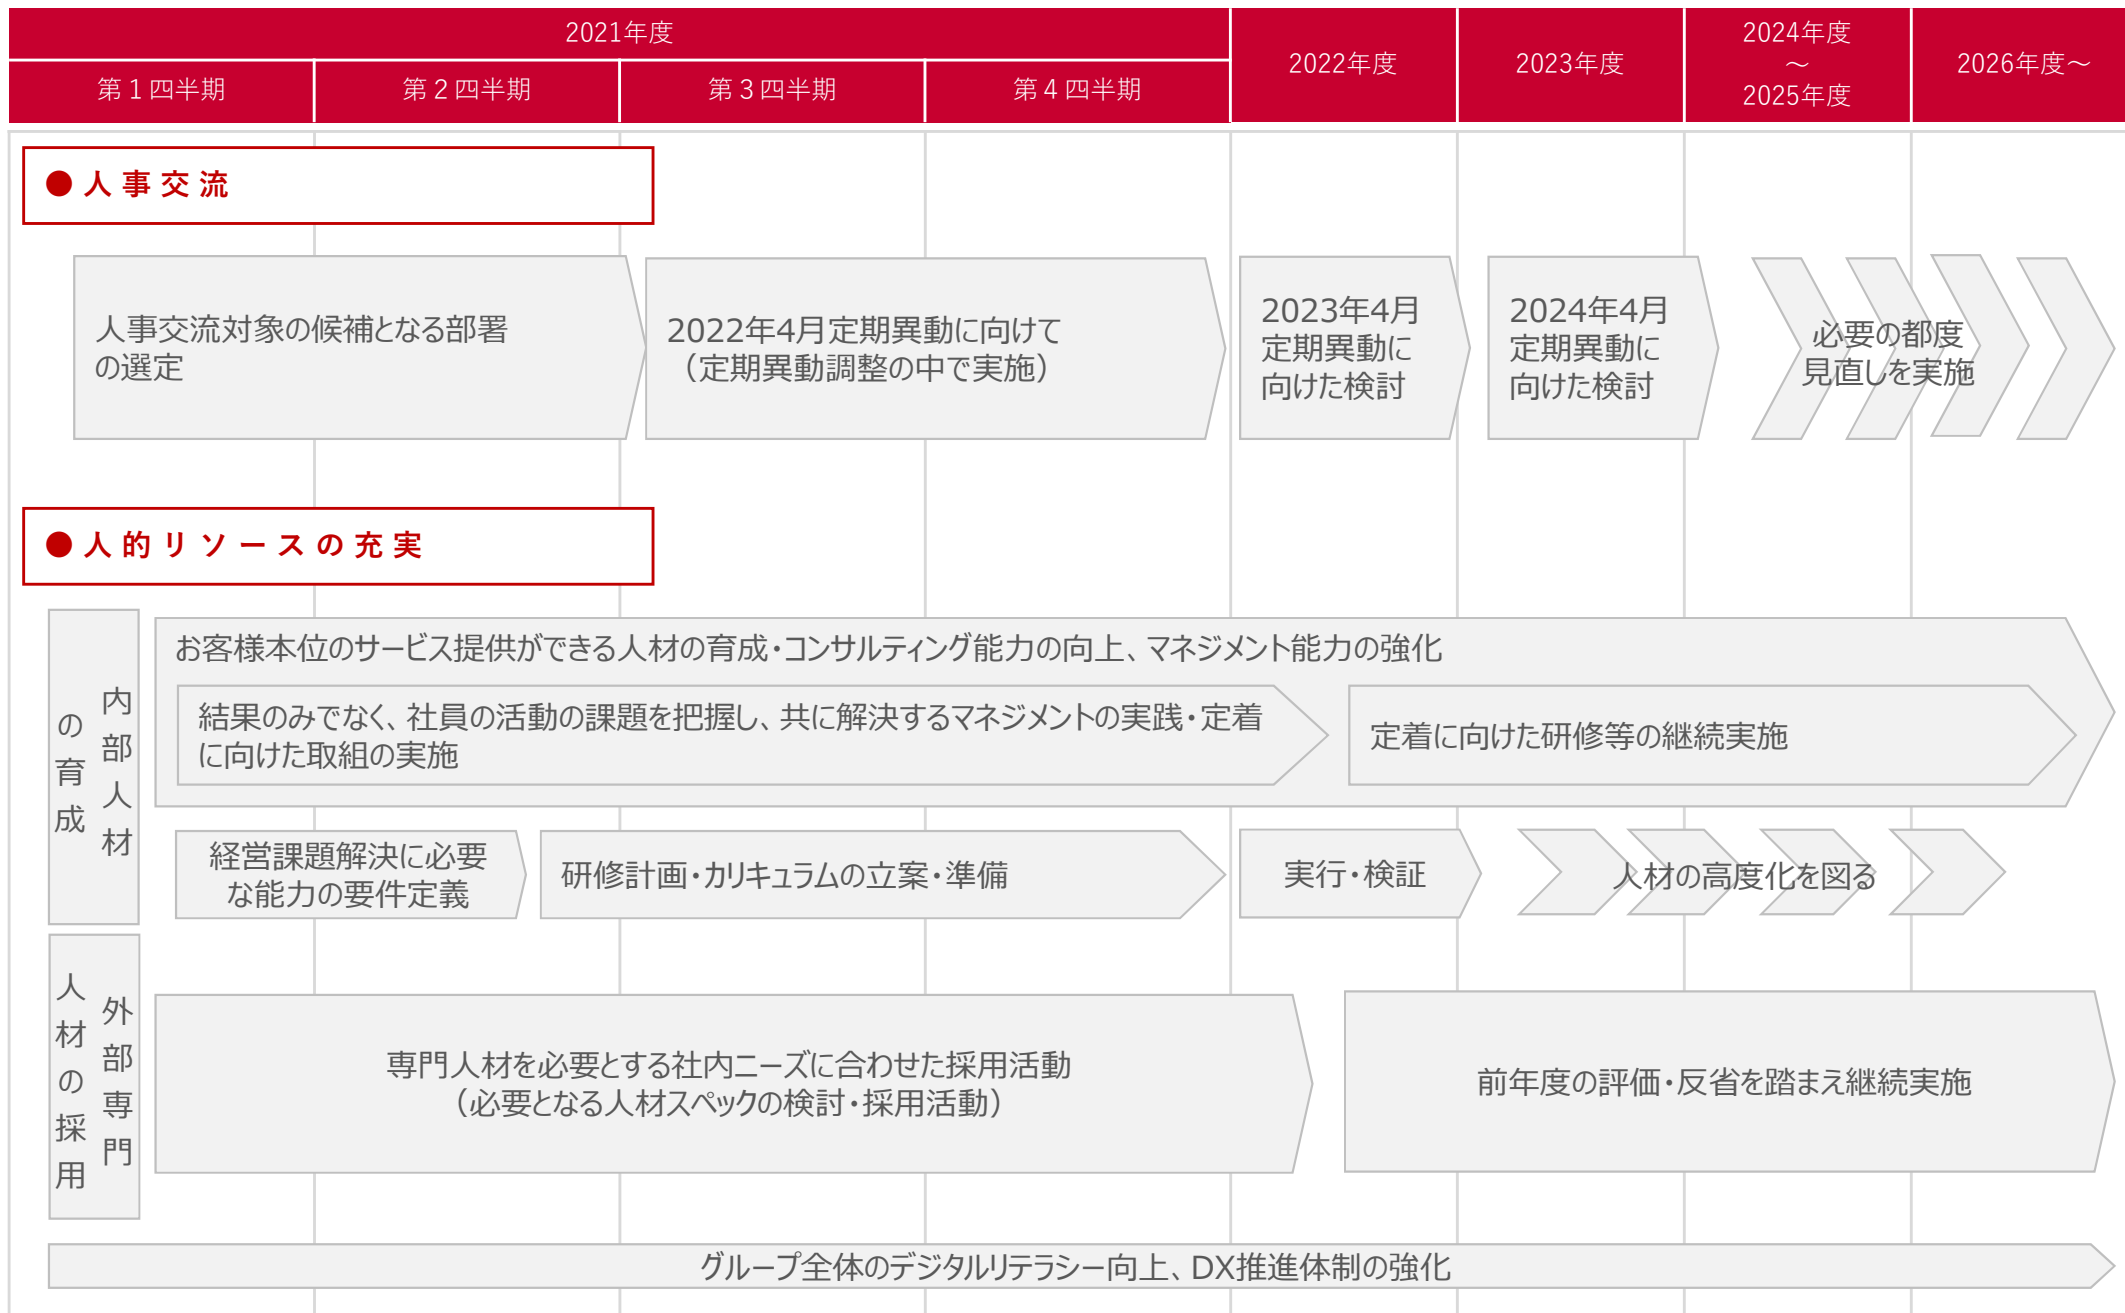 2021年度
第１四半期
第２四半期
第３四半期
第４四半期
2022年度
2023年度
2024年度
～
2025年度
2026年度～
●人事交流
人事交流対象の候補となる部署
の選定
2022年4月定期異動に向けて
（定期異動調整の中で実施）
2023年4月
定期異動に
向けた検討
2024年4月
定期異動に
向けた検討
必要の都度
見直しを実施
●人的リソースの充実
内部人材
の育成
お客様本位のサービス提供ができる人材の育成・コンサルティング能力の向上、マネジメント能力の強化
結果のみでなく、社員の活動の課題を把握し、共に解決するマネジメントの実践・定着
に向けた取組の実施
定着に向けた研修等の継続実施
経営課題解決に必要
な能力の要件定義
研修計画・カリキュラムの立案・準備
実行・検証
人材の高度化を図る
外部専門
人材の採用
専門人材を必要とする社内ニーズに合わせた採用活動
（必要となる人材スペックの検討・採用活動）
前年度の評価・反省を踏まえ継続実施
グループ全体のデジタルリテラシー向上、DX推進体制の強化